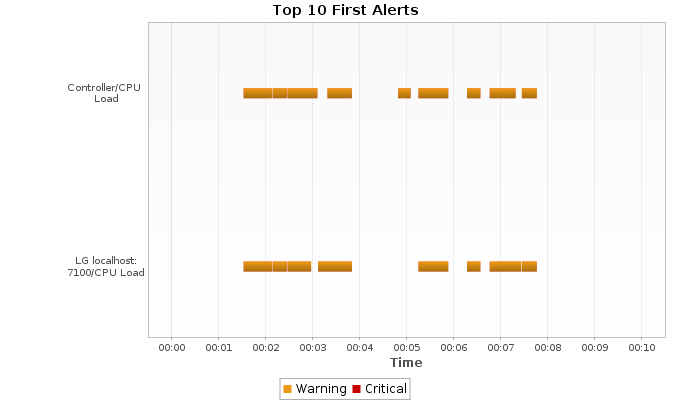 Top 10 First Alerts
Controller/CPU
Load
LG localhost:
7100/CPU Load
00:00 00:01 00:02 00:03 00:04 00:05 00:06 00:07 00:08 00:09 00:10
Time
Warning Critical